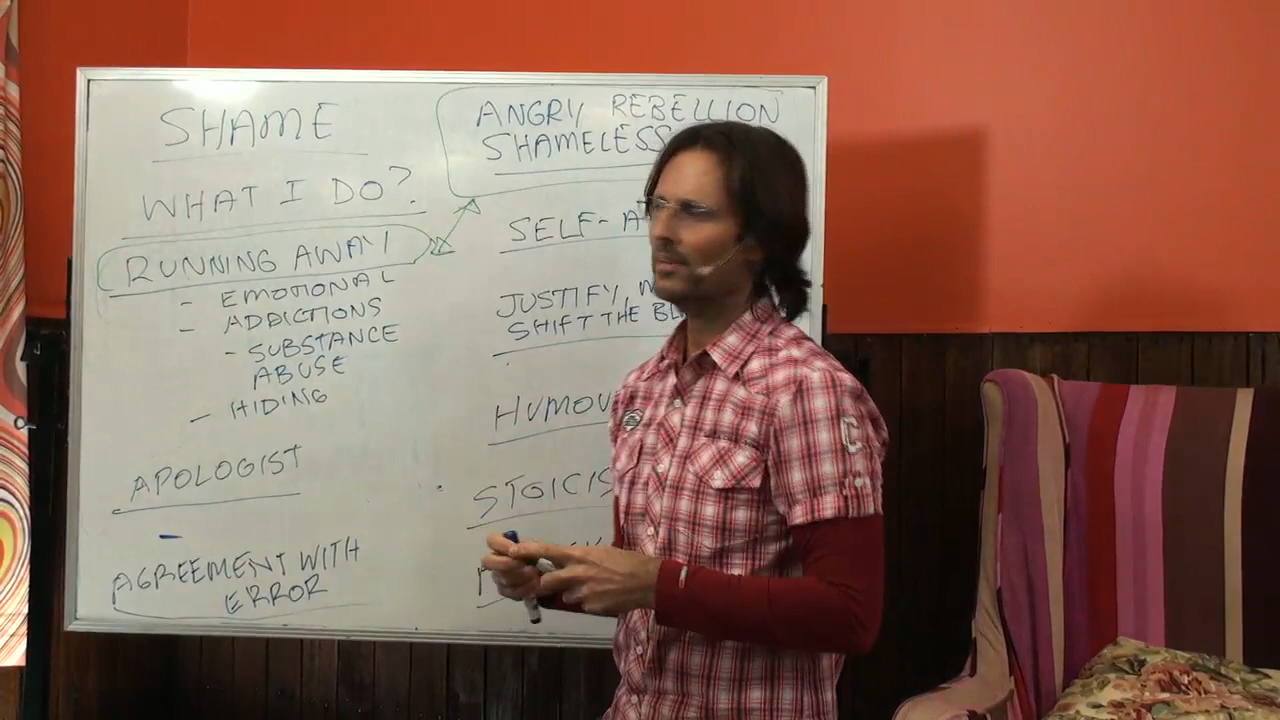 SHAME
WHAT I DO?
RUNNING AWAY
- EMOTIONAL
- ADDICTIONS
- SUBSTANCE
ABUSE
- HIDING
APOLOGIST
-
AGREEMENT WITH
ERROR
ANGRY REBELLION
SHAMELESS
SELF-
JUSTIFY,
SHIFT THE